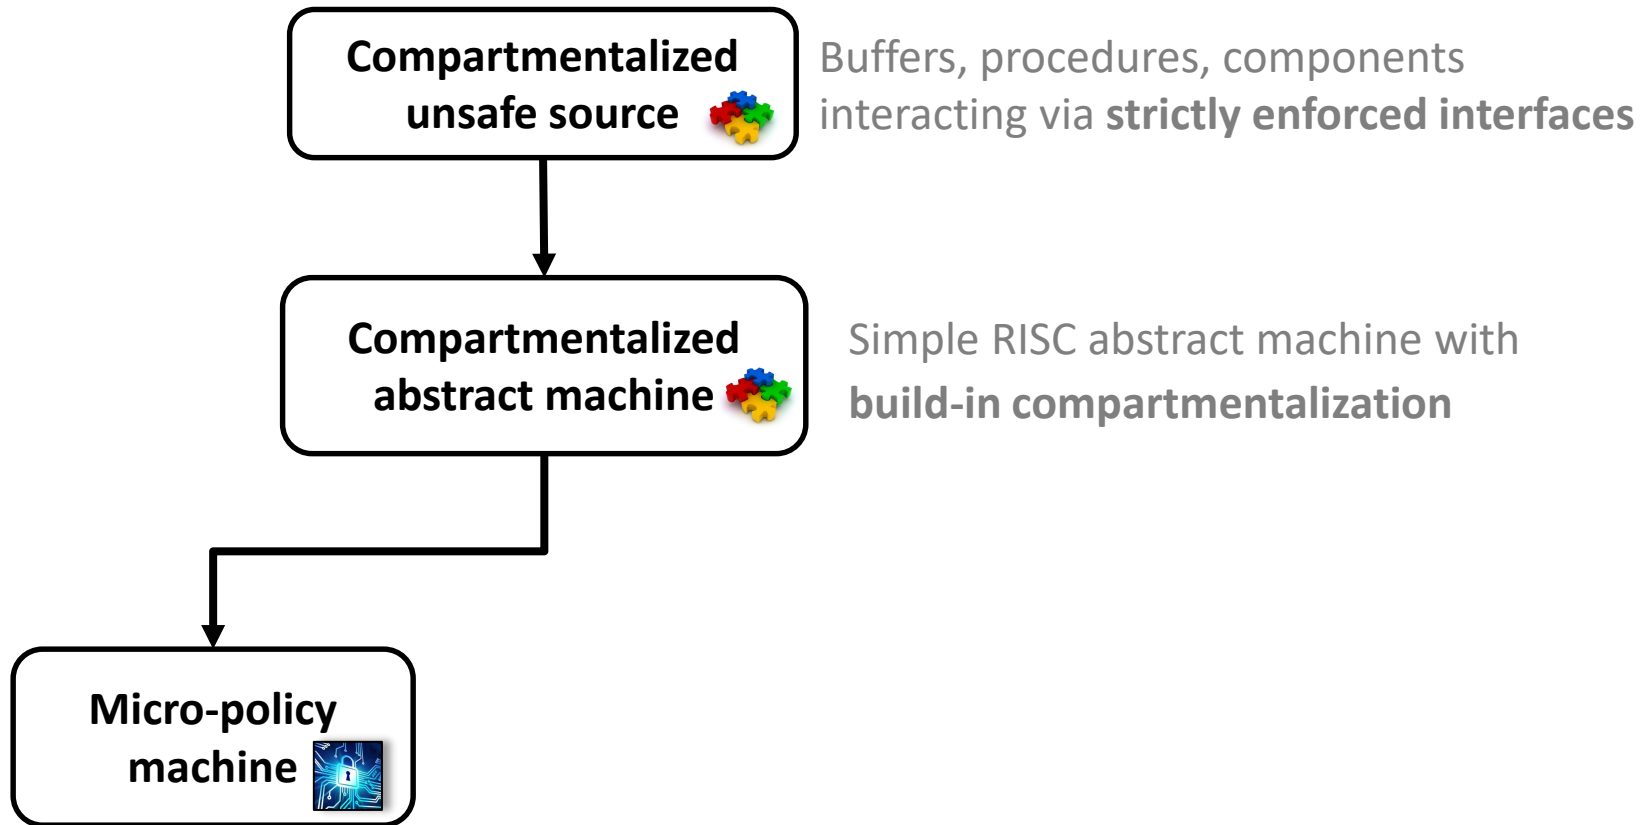 Compartmentalized
unsafe source
Buffers, procedures, components
interacting via strictly enforced interfaces
Compartmentalized
abstract machine
Simple RISC abstract machine with
build-in compartmentalization
Micro-policy
machine